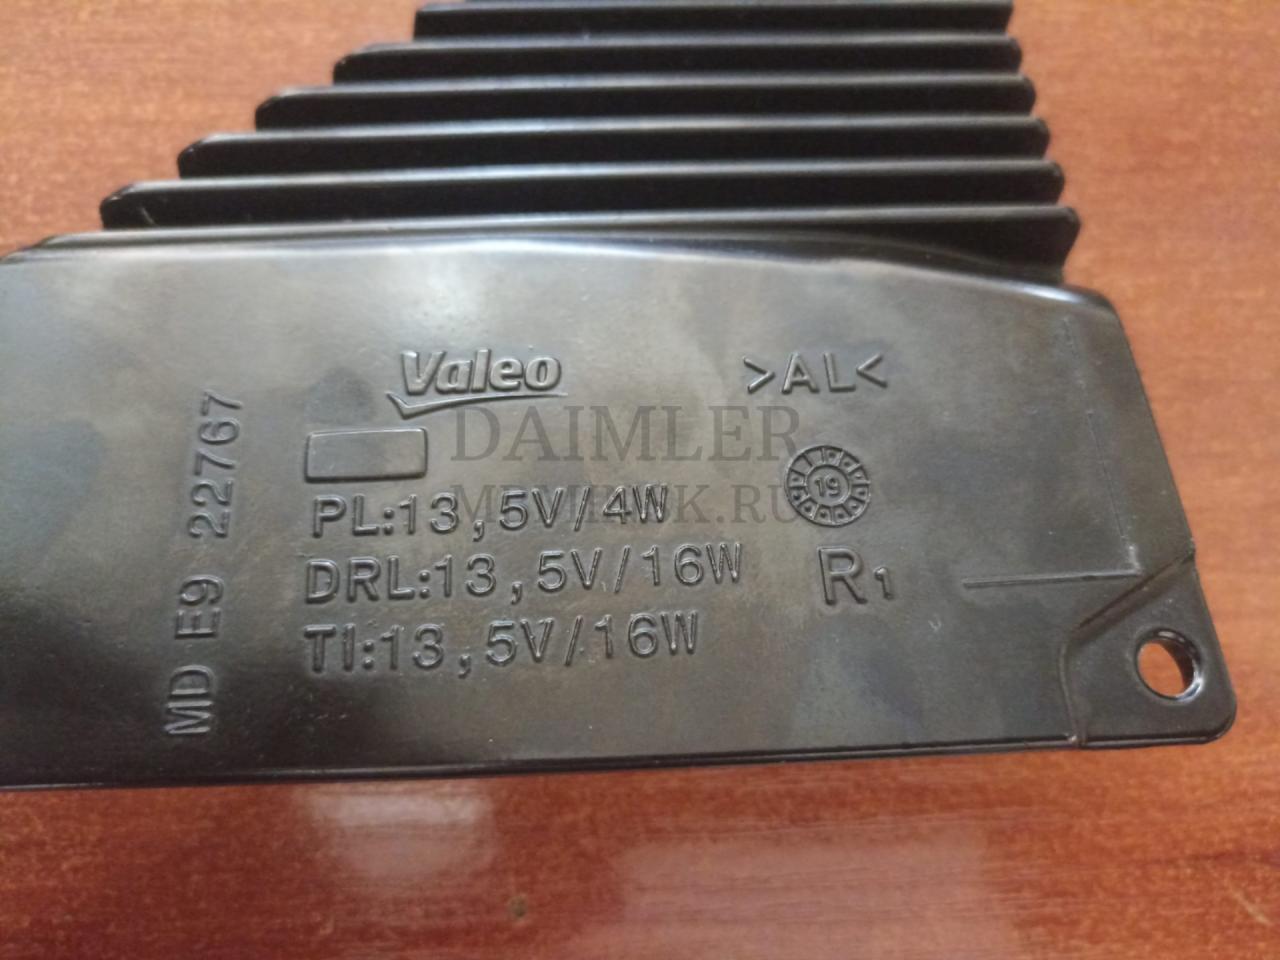 Valeo
>AL<
DAIMLER
19
PL:13,5V/4W
DRL:13,5V/16W
R1
TI:13,5V/16W
MD E9 22767